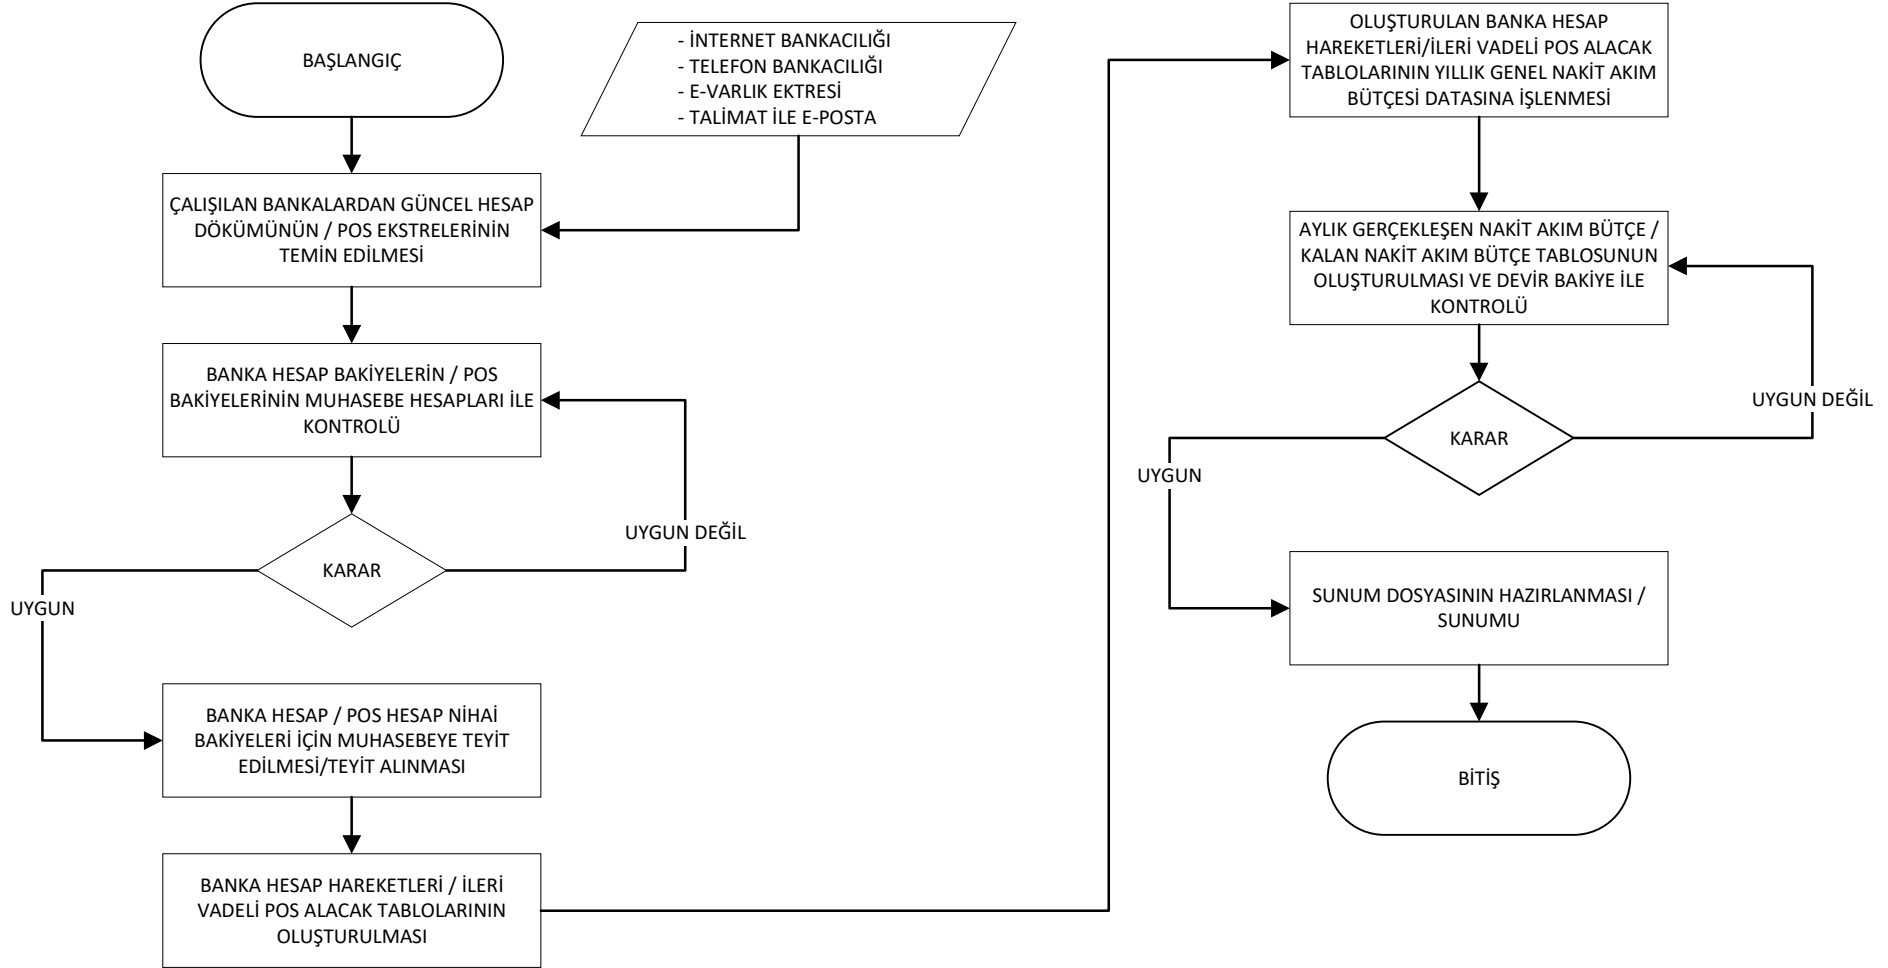 BAŞLANGIÇ
- İNTERNET BANKACILIĞI
- TELEFON BANKACILIĞI
- E-VARLIK EKTRESİ
- TALİMAT İLE E-POSTA
ÇALIŞILAN BANKALARDAN GÜNCEL HESAP
DÖKÜMÜNÜN / POS EKSTRELERİNİN
TEMİN EDİLMESİ
BANKA HESAP BAKİYELERİN / POS
BAKİYELERİNİN MUHASEBE HESAPLARI İLE
KONTROLÜ
UYGUN DEĞİL
KARAR
UYGUN
BANKA HESAP / POS HESAP NİHAİ
BAKİYELERİ İÇİN MUHASEBEYE TEYİT
EDİLMESİ/TEYİT ALINMASI
BANKA HESAP HAREKETLERİ / İLERİ
VADELİ POS ALACAK TABLOLARININ
OLUŞTURULMASI
OLUŞTURULAN BANKA HESAP
HAREKETLERİ/İLERİ VADELİ POS ALACAK
TABLOLARININ YILLIK GENEL NAKİT AKIM
BÜTÇESİ DATASINA İŞLENMESİ
AYLIK GERÇEKLEŞEN NAKİT AKIM BÜTÇE /
KALAN NAKİT AKIM BÜTÇE TABLOSUNUN
OLUŞTURULMASI VE DEVİR BAKİYE İLE
KONTROLÜ
UYGUN DEĞİL
KARAR
UYGUN
SUNUM DOSYASININ HAZIRLANMASI /
SUNUMU
BİTİŞ